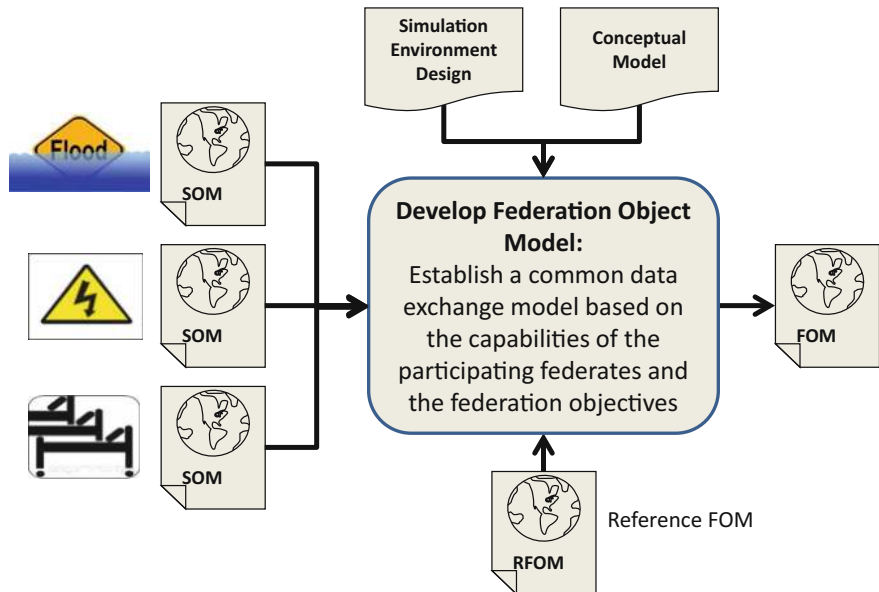 Simulation
Environment
Design
Conceptual
Model
Flood
SOM
SOM
SOM
Develop Federation Object
Model:
Establish a common data
exchange model based on
the capabilities of the
participating federates and
the federation objectives
FOM
RFOM
Reference FOM